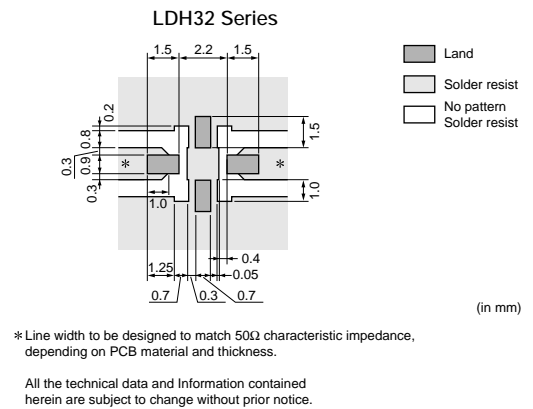 LDH32 Series
1.5 2.2 1.5
Land
Solder resist
No pattern
Solder resist
0.2
0.8
0.3
0.9
0.3
1.5
1.0
*
*
1.0
0.4
1.25
0.05
0.7 0.3 0.7
(in mm)
*Line width to be designed to match 50Ω characteristic impedance,
depending on PCB material and thickness.
All the technical data and Information contained
herein are subject to change without prior notice.